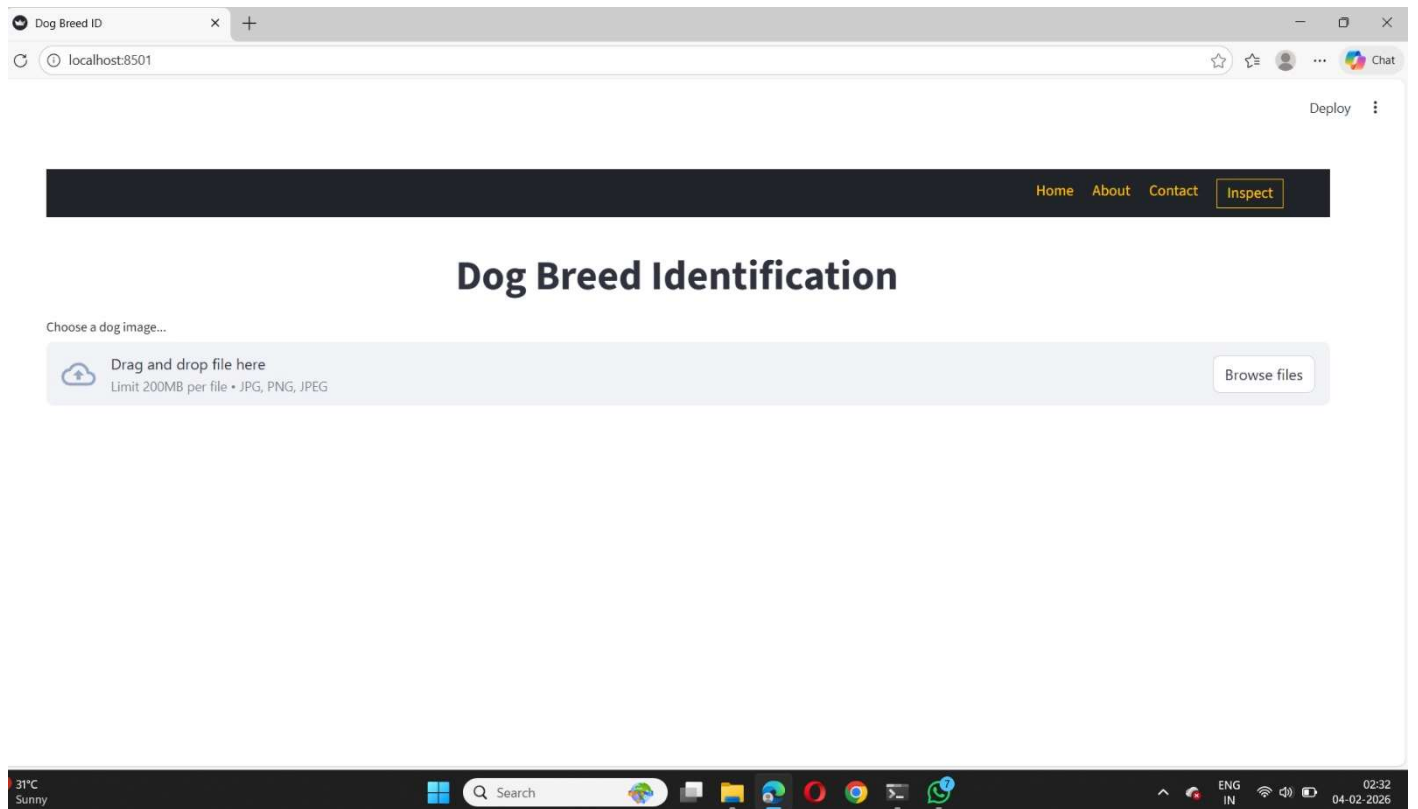 Dog Breed ID
localhost:8501
Chat
Deploy
Home About Contact Inspect
Dog Breed Identification
Choose a dog image...
Drag and drop file here
Limit 200MB per file • JPG, PNG, JPEG
Browse files
31°C
Sunny
Search
7
ENG
IN
02:32
04-02-2026